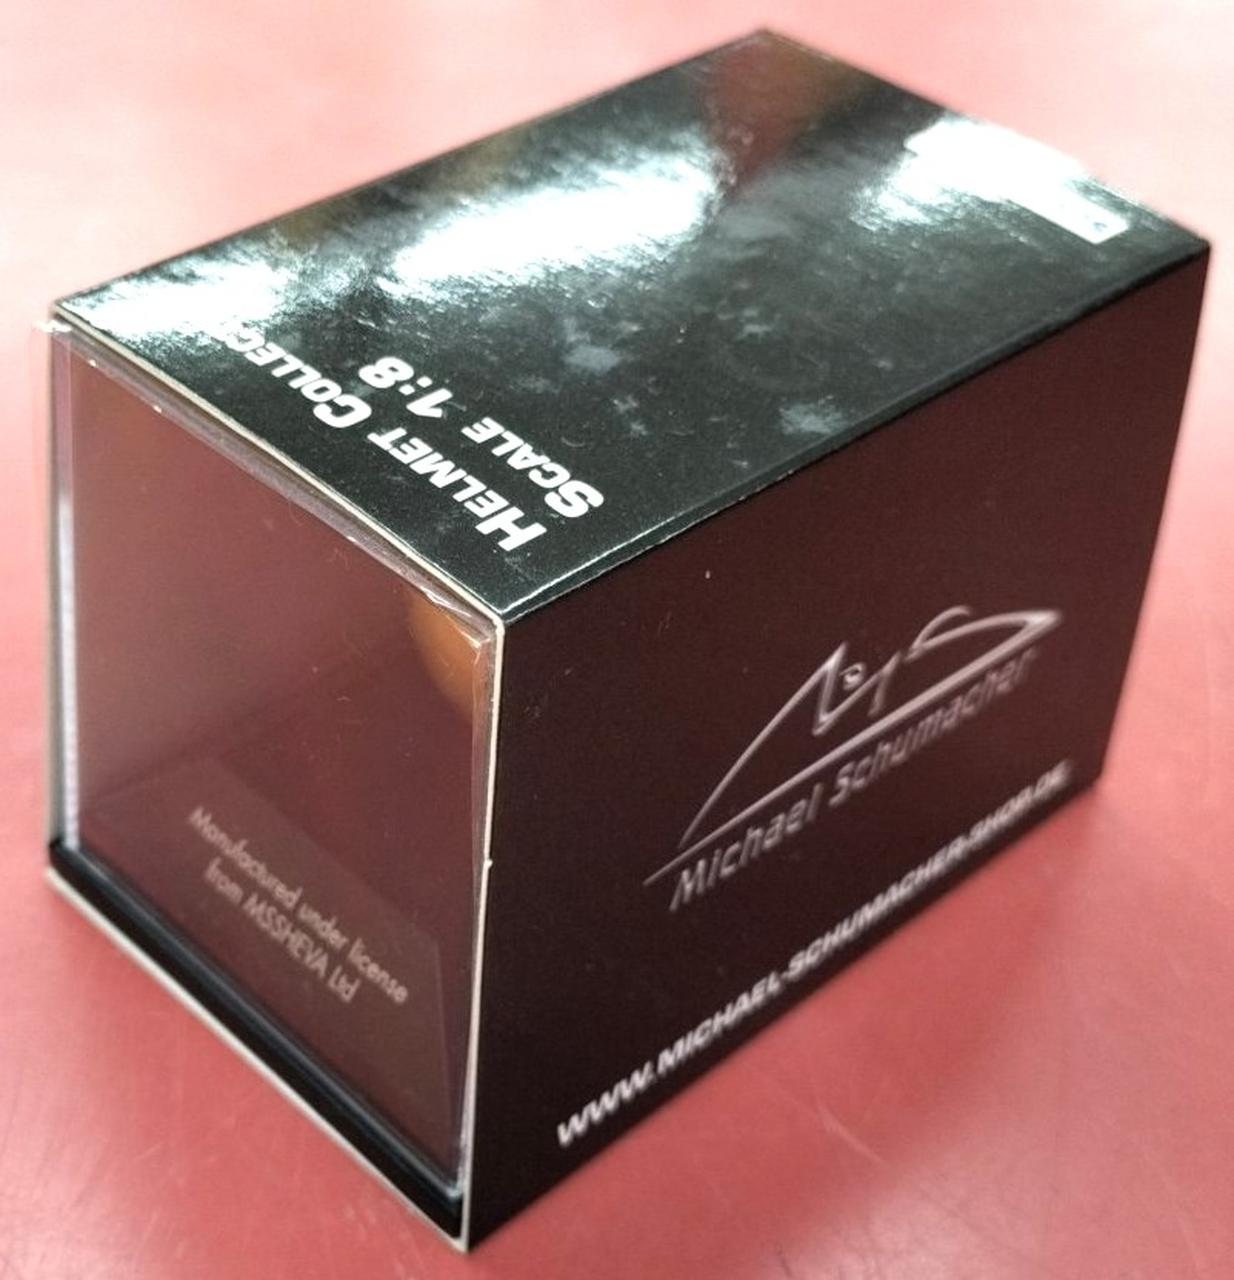 HELMET COLLEC
SCALE 1:8
Michael Schumacher
WWW.MICHAEL-SCHUMACHER-SHOP.DE
Manufactured under license
from MSSHEVA Ltd